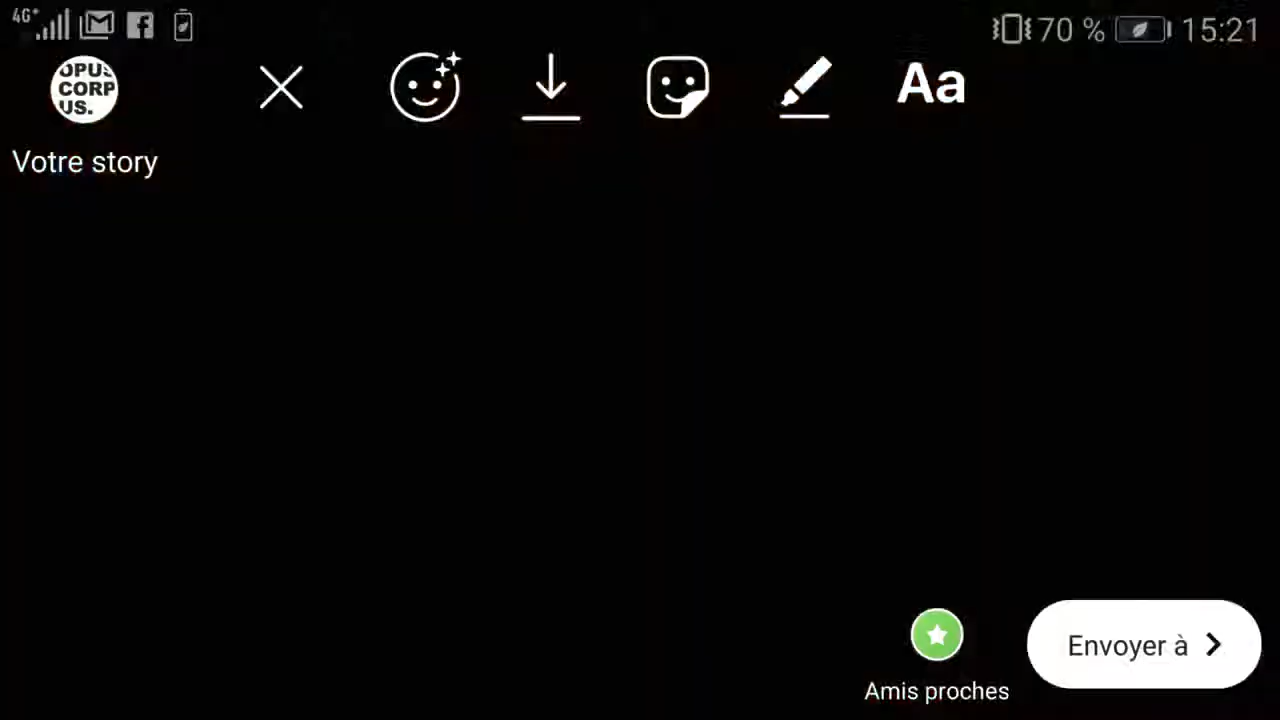 4G+
70 % 15:21
OPUS
CORP
US.
Aa
Votre story
Envoyer à
Amis proches